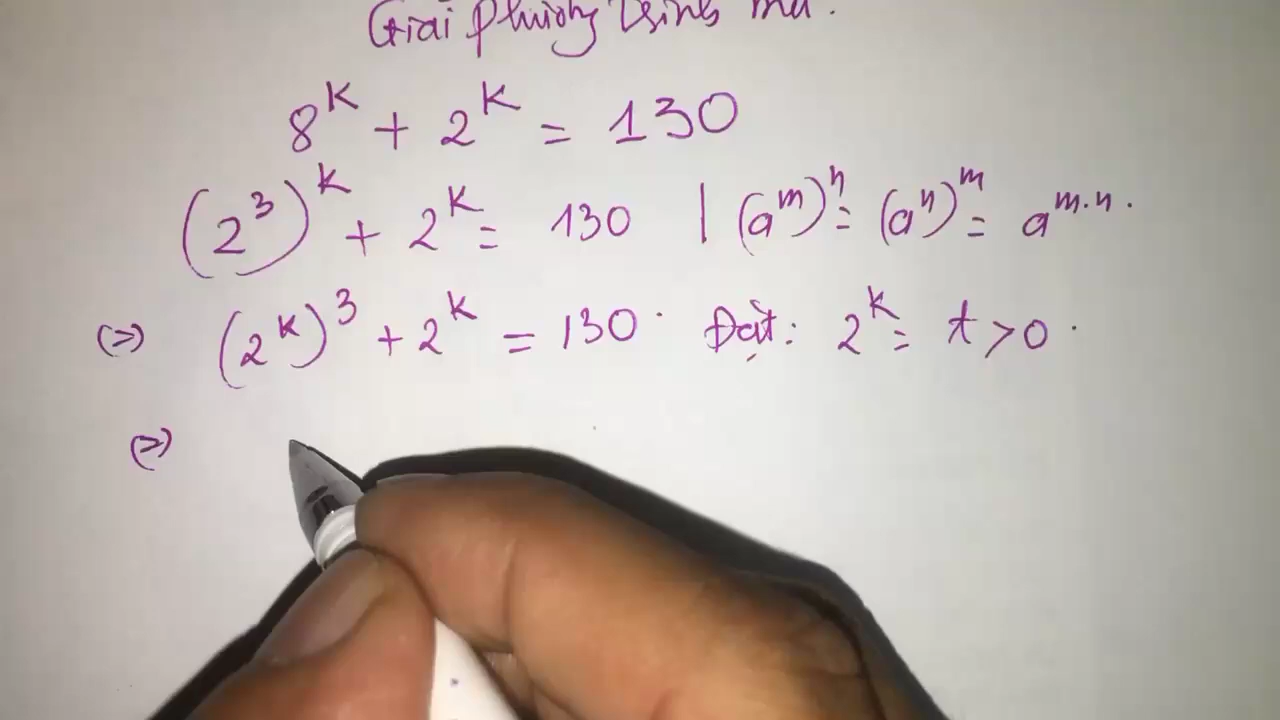 Giải phương trình mũ.
8^k + 2^k = 130
(2^3)^k + 2^k = 130 | (a^m)^n = (a^n)^m = a^{m.n}.
(=) (2^k)^3 + 2^k = 130. Đặt: 2^k = t > 0.
(=)